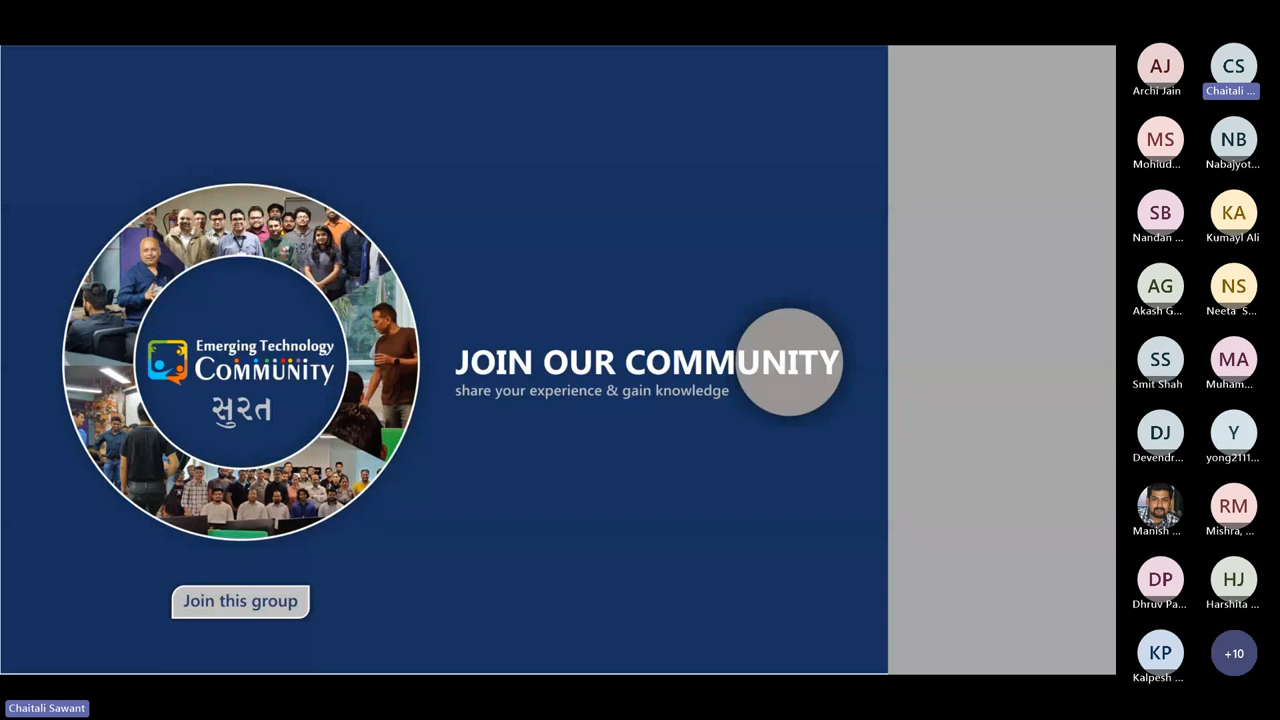 Emerging Technology
COMMUNITY
સુરત
JOIN OUR COMMUNITY
share your experience & gain knowledge
Join this group
AJ
Archi Jain
CS
Chaitali ...
MS
Mohiud...
NB
Nabajyot...
SB
Nandan ...
KA
Kumayl Ali
AG
Akash G...
NS
Neeta S...
SS
Smit Shah
MA
Muham...
DJ
Devendr...
Y
yong2111...
Manish ...
RM
Mishra, ...
DP
Dhruv Pa...
HJ
Harshita ...
KP
Kalpesh ...
+10
Chaitali Sawant